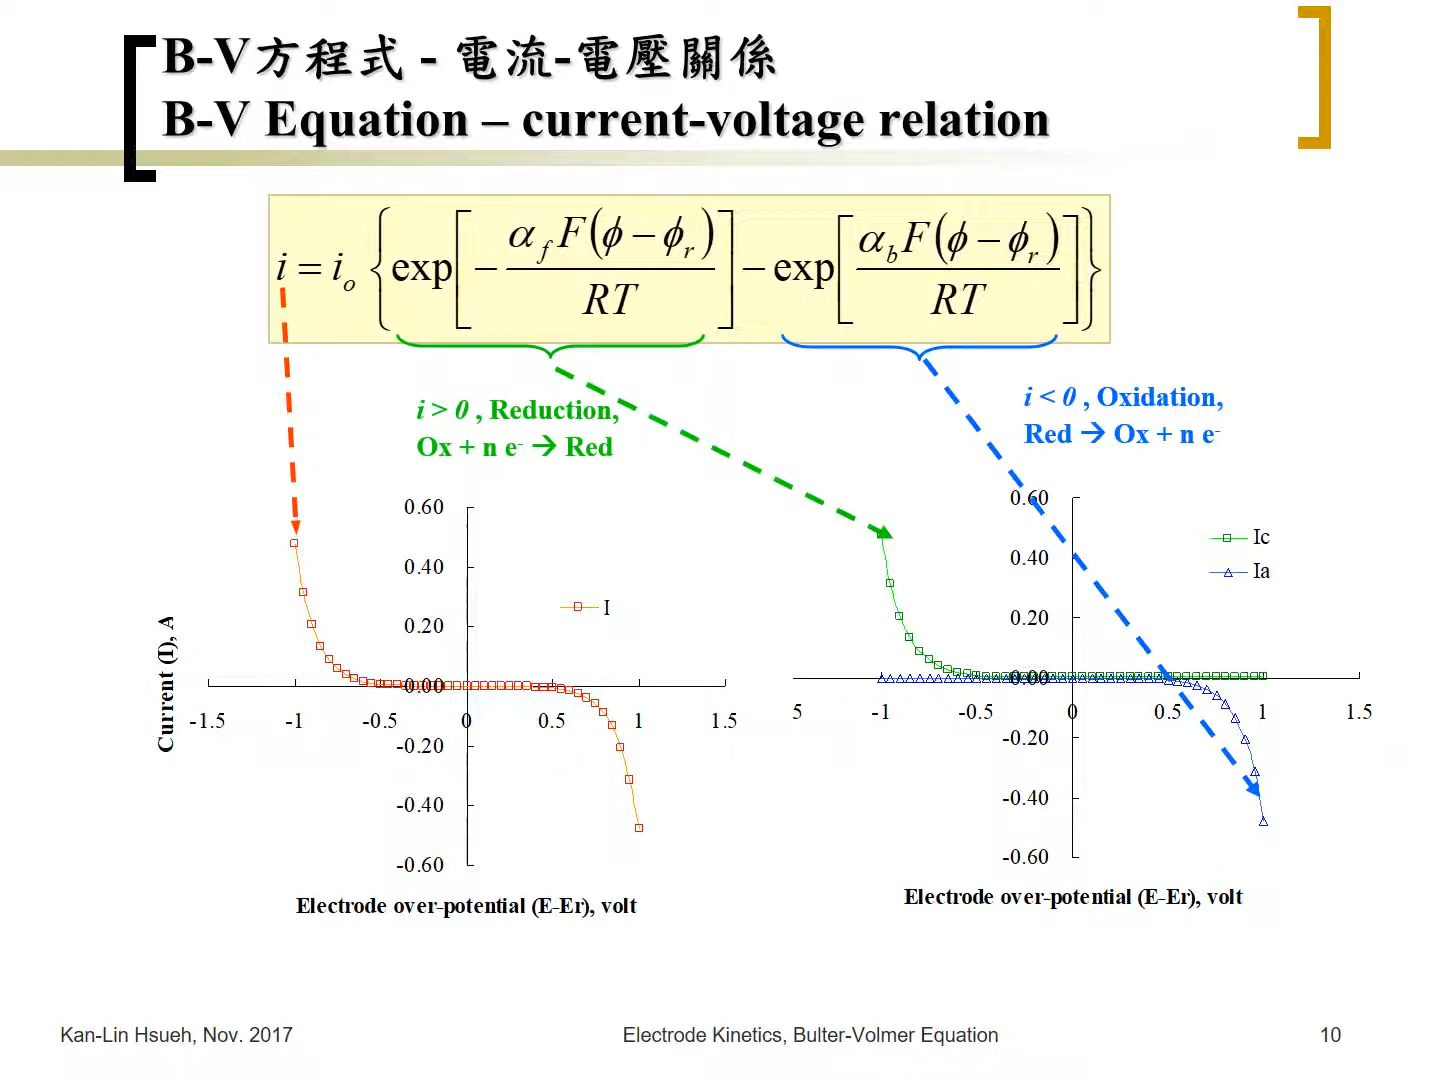 B-V方程式 - 電流-電壓關係
B-V Equation – current-voltage relation
i = i_o { exp[ − α_f F(ϕ − ϕ_r) / RT ] − exp[ α_b F(ϕ − ϕ_r) / RT ] }
i > 0 , Reduction,
Ox + n e⁻ → Red
i < 0 , Oxidation,
Red → Ox + n e⁻
0.60
0.40
0.20
0.00
-0.20
-0.40
-0.60
-1.5 -1 -0.5 0 0.5 1 1.5
I
Current (I), A
Electrode over-potential (E-Er), volt
0.60
0.40
0.20
0.00
-0.20
-0.40
-0.60
5 -1 -0.5 0 0.5 1 1.5
Ic
Ia
Electrode over-potential (E-Er), volt
Kan-Lin Hsueh, Nov. 2017
Electrode Kinetics, Bulter-Volmer Equation
10